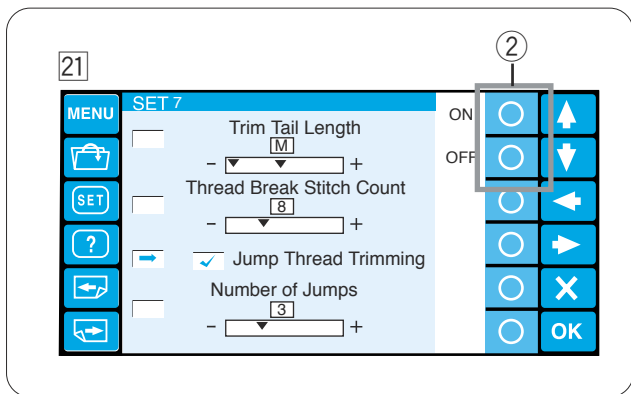 2
21
MENU
SET 7
ON
Trim Tail Length
M
- +
OFF
Thread Break Stitch Count
SET
8
- +
?
Jump Thread Trimming
Number of Jumps
3
- +
OK